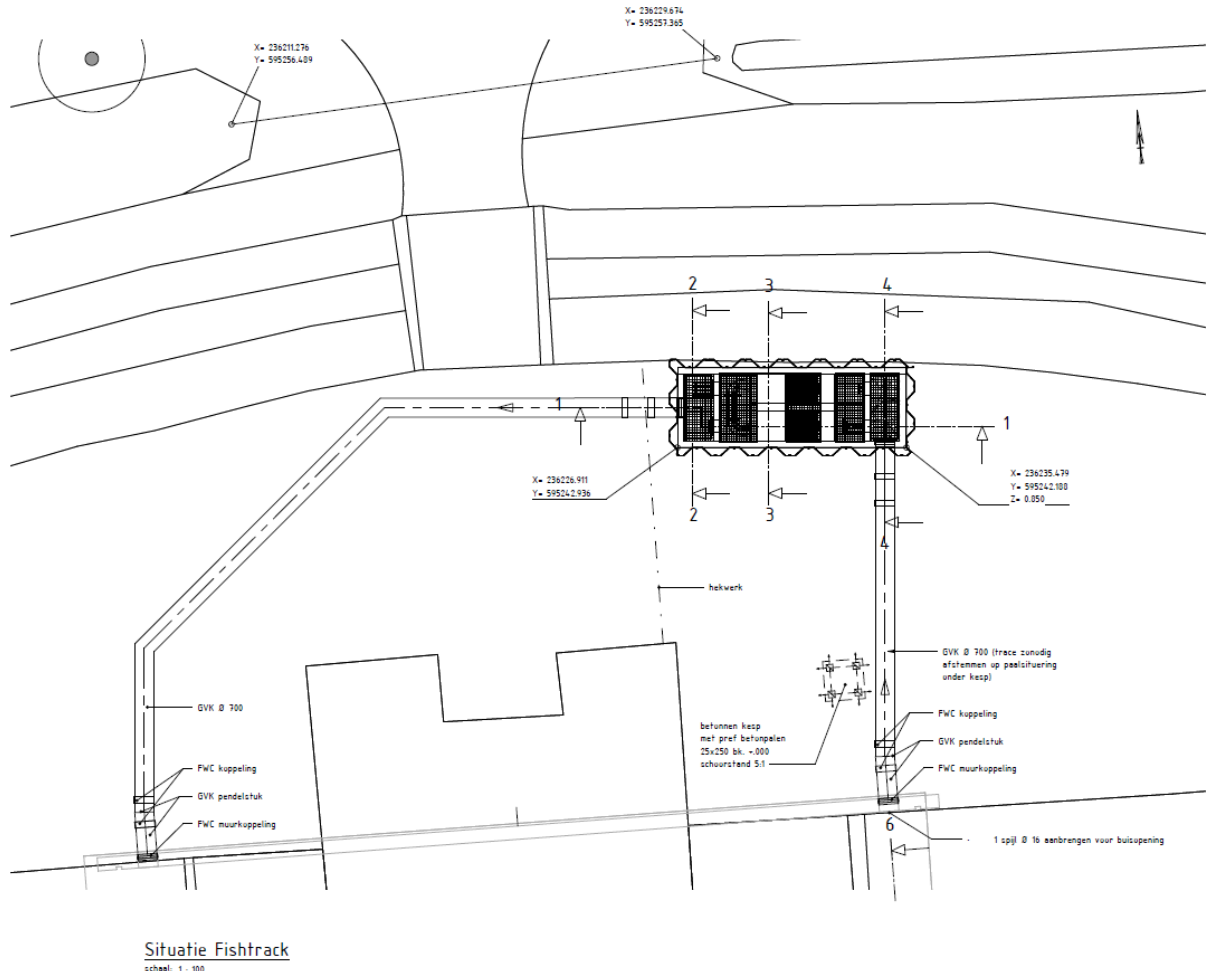 X= 236229.674
Y= 595257.365
X= 236211.276
Y= 595256.489
2
3
4
1
1
X= 236226.911
Y= 595242.936
X= 236235.479
Y= 595242.188
Z= 0.850
2
3
4
hekwerk
GVK Ø 700 (trace zonodig
afstemmen op paalsituering
onder kesp)
GVK Ø 700
betonnen kesp
met pref betonpalen
25x250 bk. +.000
schoorstand 5:1
FWC koppeling
GVK pendelstuk
FWC muurkoppeling
FWC koppeling
GVK pendelstuk
FWC muurkoppeling
6
1 spijl Ø 16 aanbrengen voor buisopening
Situatie Fishtrack
schaal: 1 - 100